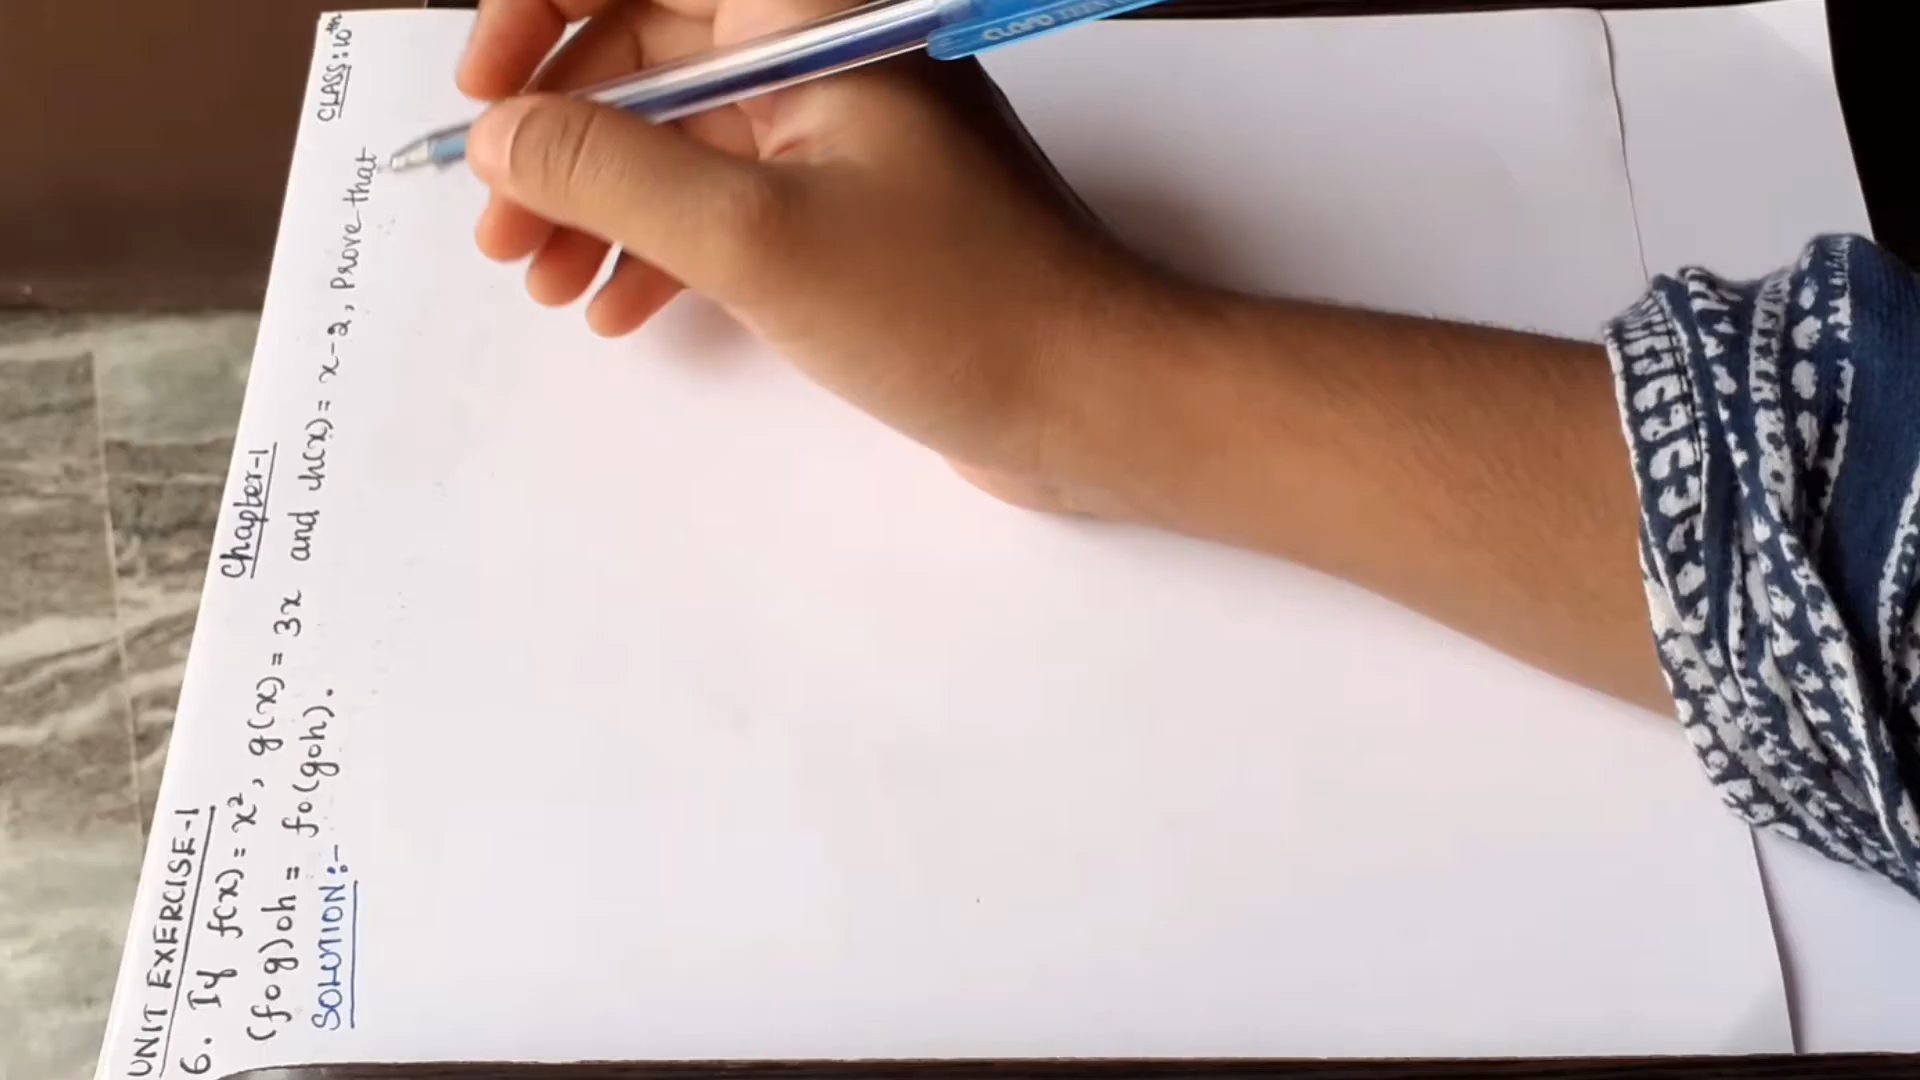 CLASS: 10th
Chapter-1
UNIT EXERCISE-1
6. If f(x) = x², g(x) = 3x and h(x) = x-2, Prove that
(fog)oh = fo(goh).
SOLUTION:-
CLARO